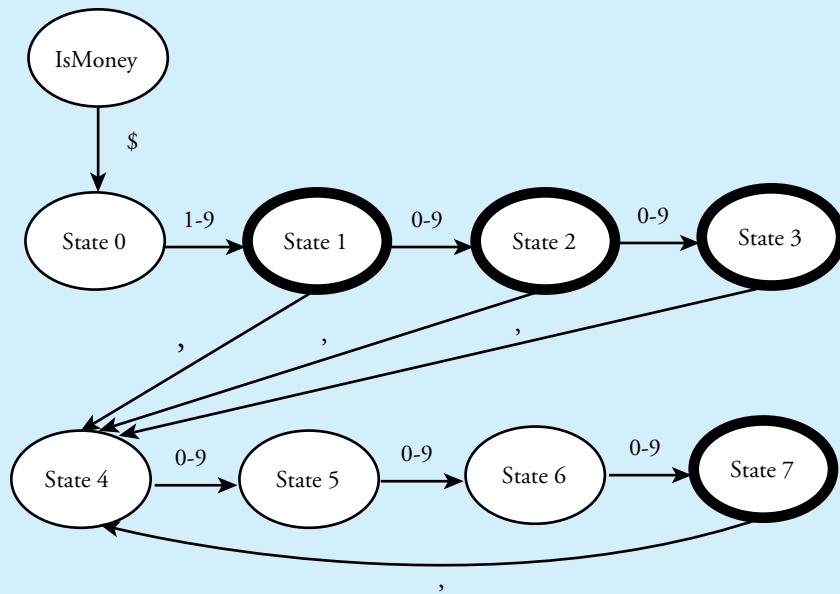 IsMoney
$
1-9
0-9
0-9
State 0
State 1
State 2
State 3
,
,
,
0-9
0-9
0-9
State 4
State 5
State 6
State 7
,